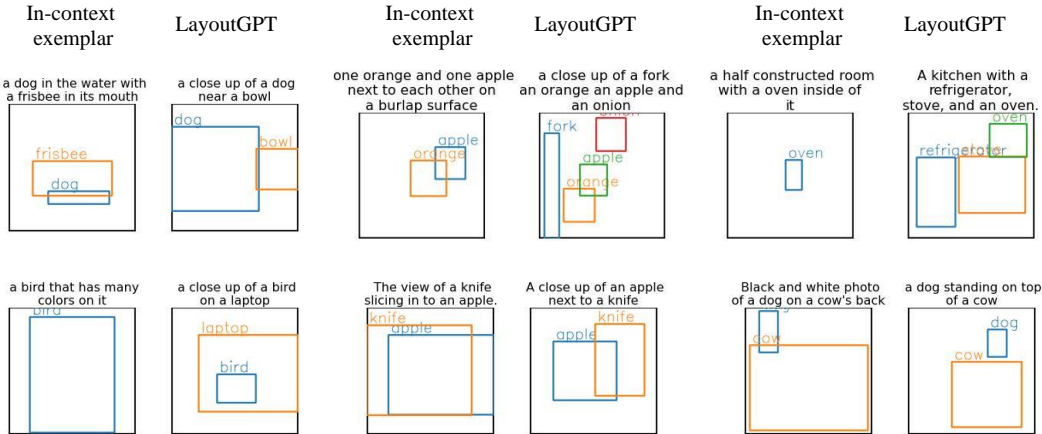 In-context
exemplar
LayoutGPT
In-context
exemplar
LayoutGPT
In-context
exemplar
LayoutGPT
a dog in the water with
a frisbee in its mouth
frisbee
dog
a close up of a dog
near a bowl
dog
bowl
one orange and one apple
next to each other on
a burlap surface
apple
orange
a close up of a fork
an orange an apple and
an onion
fork
apple
orange
a half constructed room
with a oven inside of
it
oven
A kitchen with a
refrigerator,
stove, and an oven.
oven
refrigerator
a bird that has many
colors on it
bird
a close up of a bird
on a laptop
laptop
bird
The view of a knife
slicing in to an apple.
knife
apple
A close up of an apple
next to a knife
knife
apple
Black and white photo
of a dog on a cow's back
cow
a dog standing on top
of a cow
dog
cow